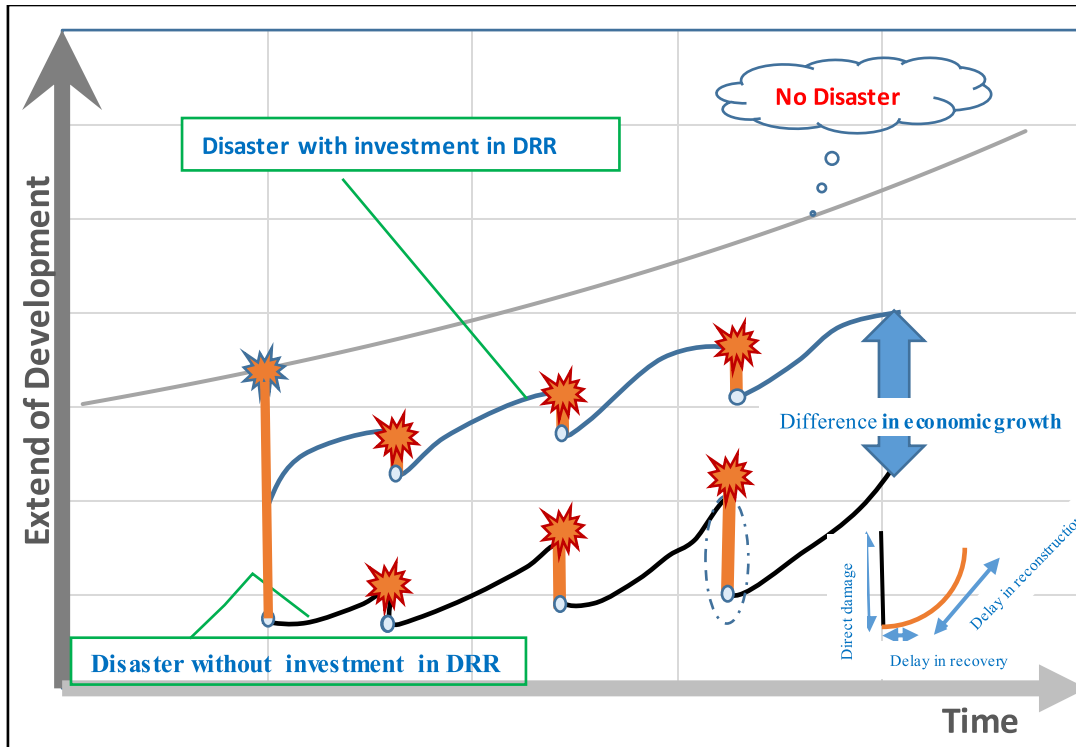 No Disaster
Disaster with investment in DRR
Extend of Development
Difference in economic growth
Direct damage
Delay in reconstruction
Delay in recovery
Disaster without investment in DRR
Time